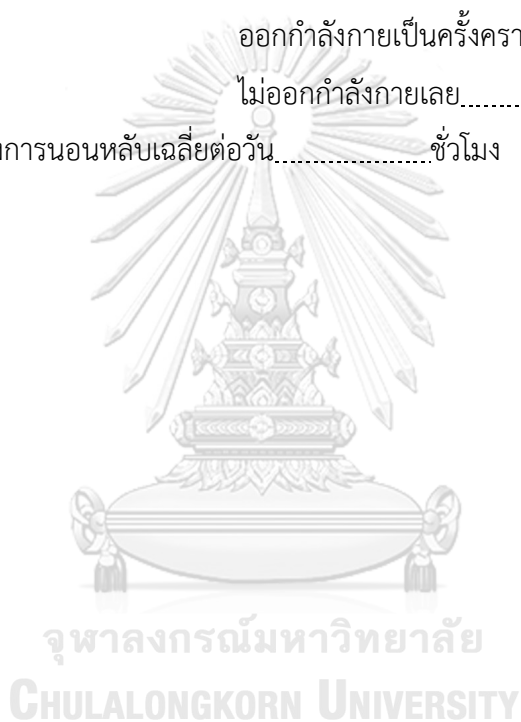 ออกกำลังกายเป็นครั้งครา
ไม่ออกกำลังกายเลย
การนอนหลับเฉลี่ยต่อวัน ชั่วโมง
จุฬาลงกรณ์มหาวิทยาลัย
CHULALONGKORN UNIVERSITY